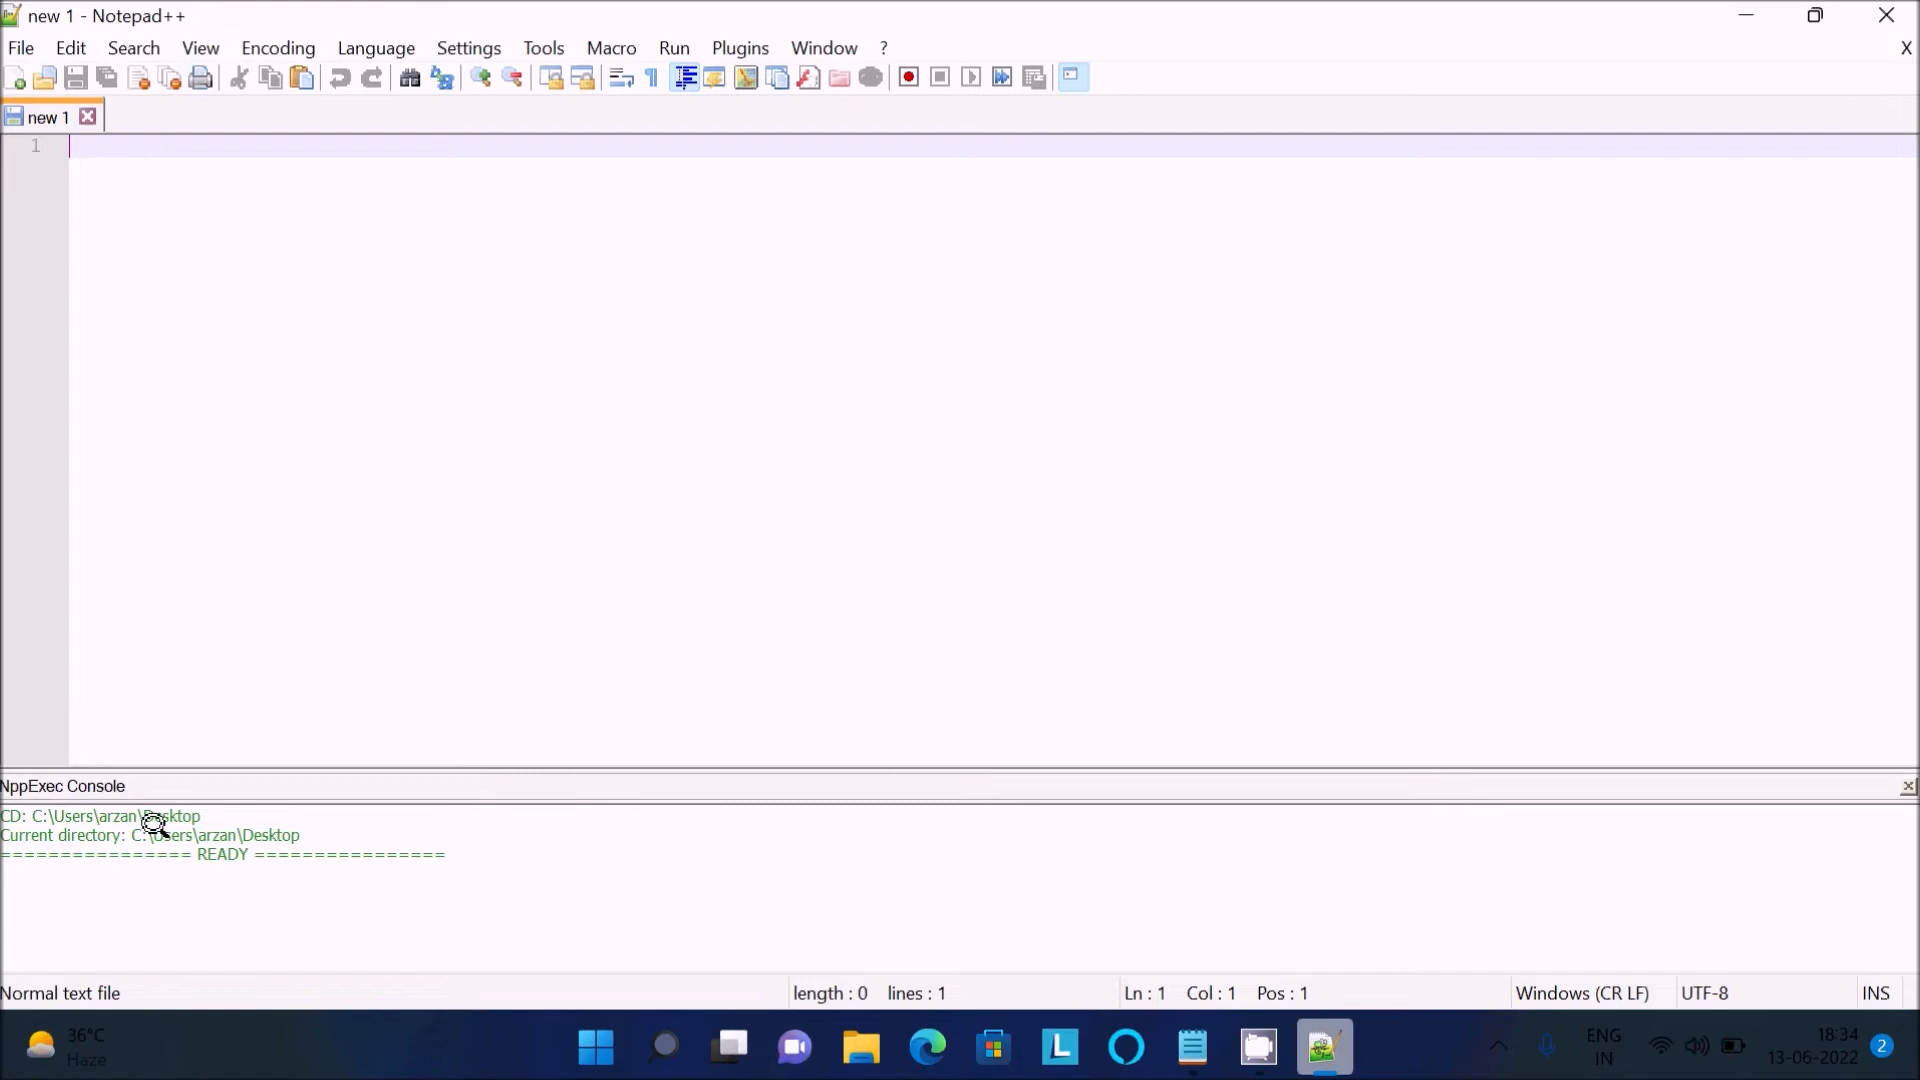 new 1 - Notepad++
File Edit Search View Encoding Language Settings Tools Macro Run Plugins Window ? X
new 1
1
NppExec Console
CD: C:\Users\arzan\Desktop
Current directory: C:\Users\arzan\Desktop
================ READY ================
Normal text file length : 0 lines : 1 Ln : 1 Col : 1 Pos : 1 Windows (CR LF) UTF-8 INS
36°C
Haze
L
ENG
IN
18:34
13-06-2022
2